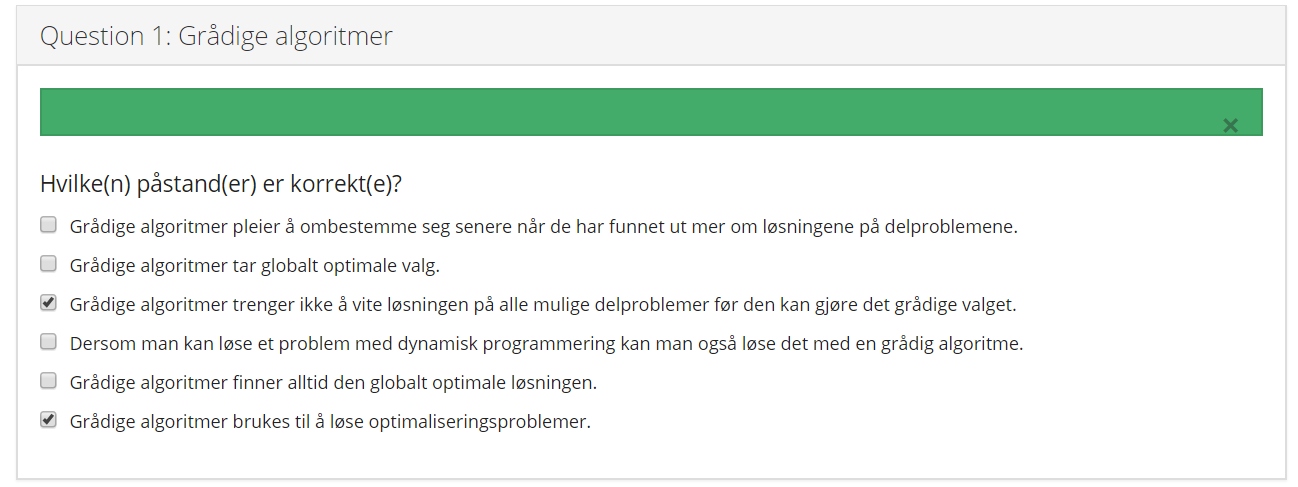 Question 1: Grådige algoritmer
Hvilke(n) påstand(er) er korrekt(e)?
Grådige algoritmer pleier å ombestemme seg senere når de har funnet ut mer om løsningene på delproblemene.
Grådige algoritmer tar globalt optimale valg.
Grådige algoritmer trenger ikke å vite løsningen på alle mulige delproblemer før den kan gjøre det grådige valget.
Dersom man kan løse et problem med dynamisk programmering kan man også løse det med en grådig algoritme.
Grådige algoritmer finner alltid den globalt optimale løsningen.
Grådige algoritmer brukes til å løse optimaliseringsproblemer.